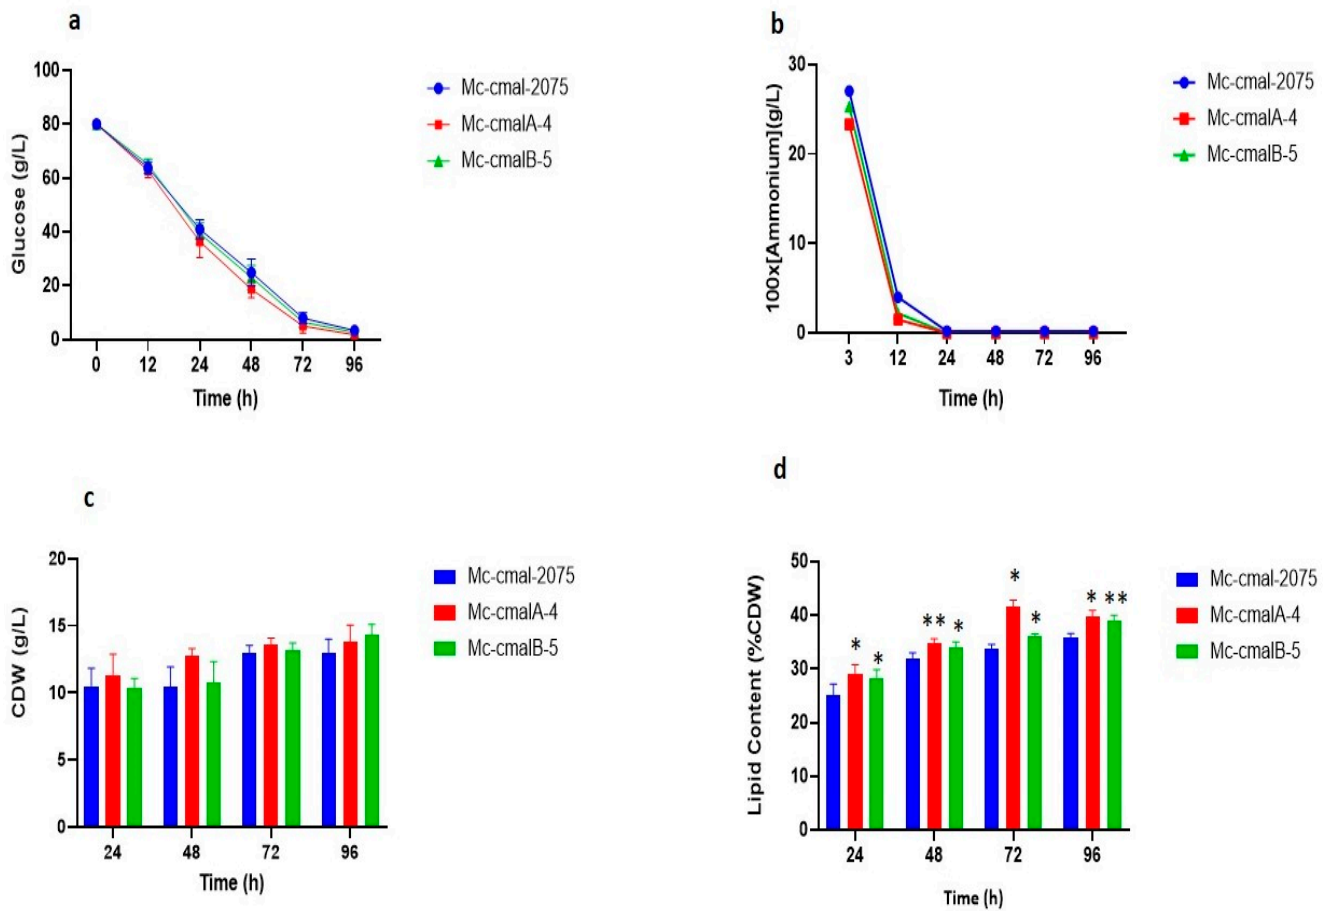 a
100
80
60
40
20
0
Glucose (g/L)
0 12 24 48 72 96
Time (h)
Mc-cmal-2075
Mc-cmalA-4
Mc-cmalB-5
b
30
20
10
0
100x[Ammonium](g/L)
3 12 24 48 72 96
Time (h)
Mc-cmal-2075
Mc-cmalA-4
Mc-cmalB-5
c
20
15
10
5
0
CDW (g/L)
24 48 72 96
Time (h)
Mc-cmal-2075
Mc-cmalA-4
Mc-cmalB-5
d
50
40
30
20
10
0
Lipid Content (%CDW)
* * ** * * * * **
24 48 72 96
Time (h)
Mc-cmal-2075
Mc-cmalA-4
Mc-cmalB-5